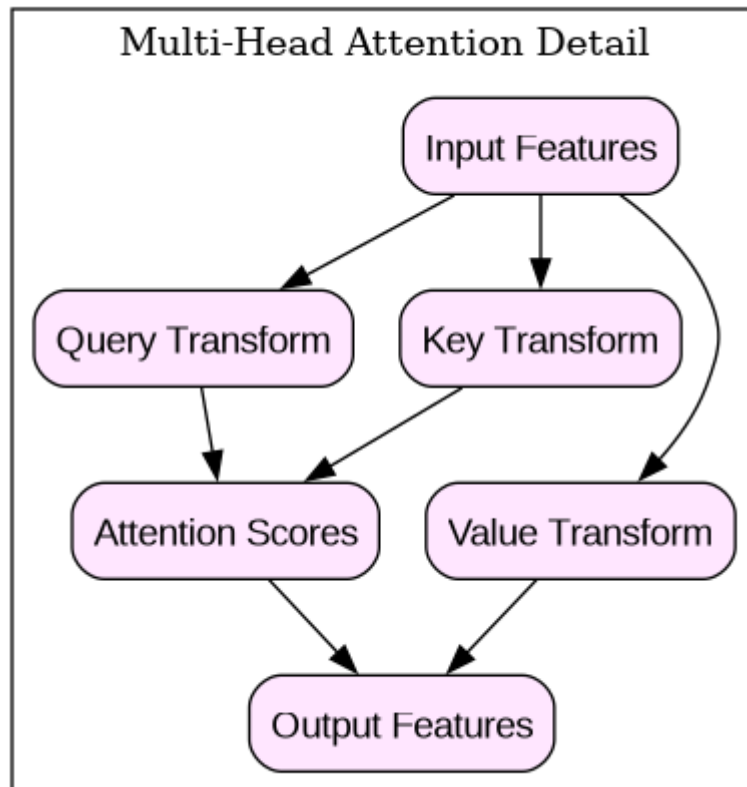 Multi-Head Attention Detail
Input Features
Query Transform
Key Transform
Attention Scores
Value Transform
Output Features